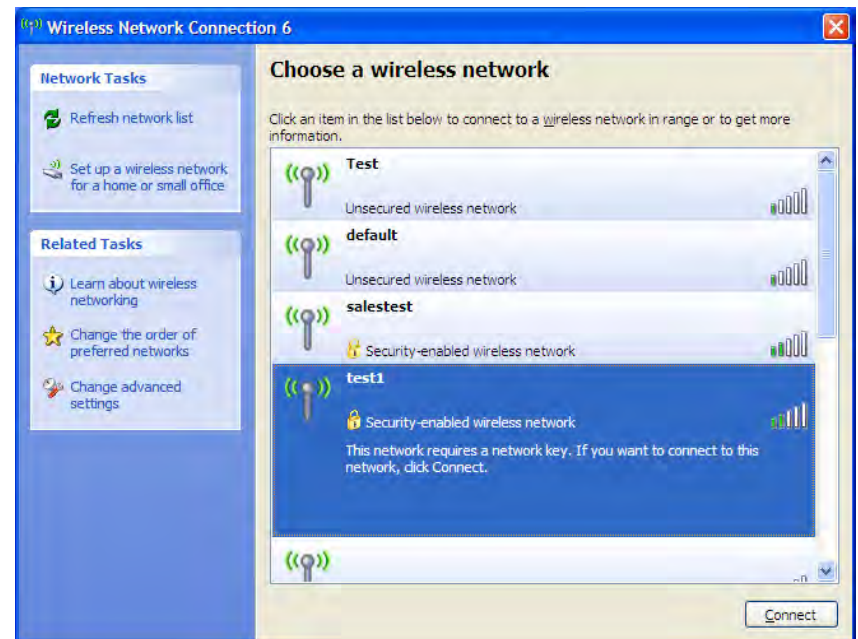 Wireless Network Connection 6
Network Tasks
Refresh network list
Set up a wireless network
for a home or small office
Related Tasks
Learn about wireless
networking
Change the order of
preferred networks
Change advanced
settings
Choose a wireless network
Click an item in the list below to connect to a wireless network in range or to get more
information.
Test
Unsecured wireless network
default
Unsecured wireless network
salestest
Security-enabled wireless network
test1
Security-enabled wireless network
This network requires a network key. If you want to connect to this
network, click Connect.
Connect